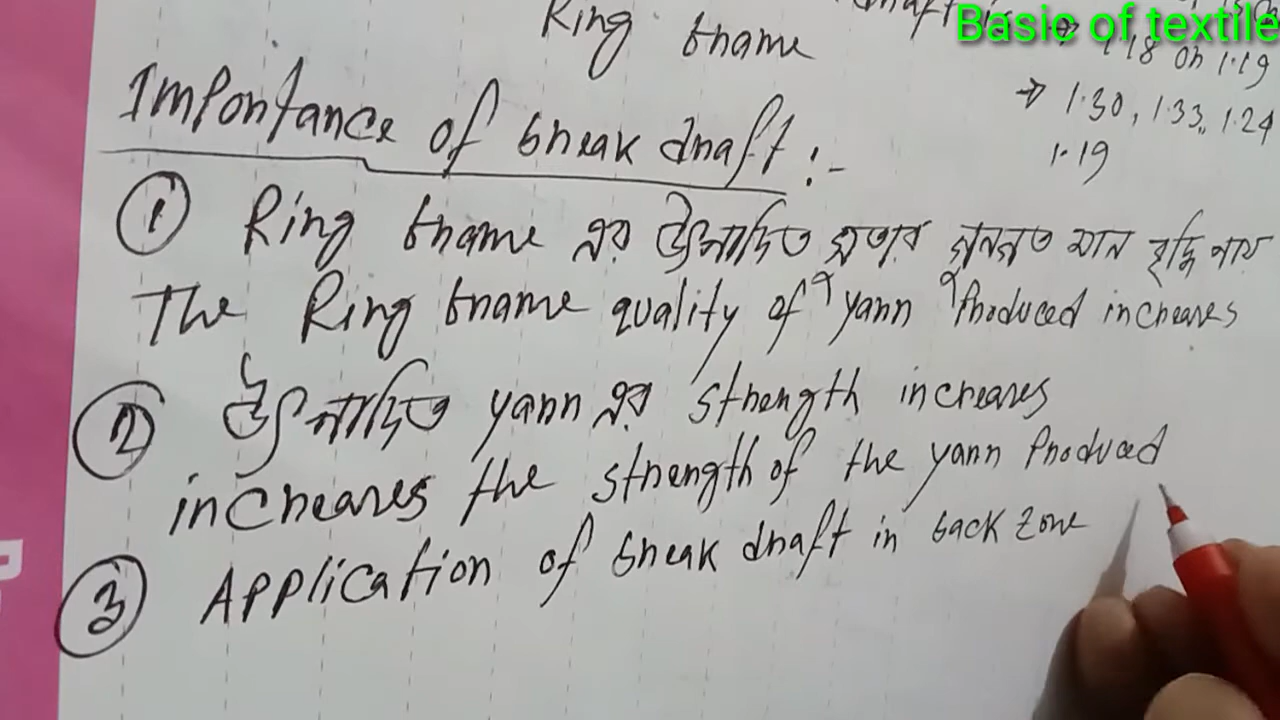 Basic of textile
Ring frame draft
→ 1.18 or 1.19
→ 1.30, 1.33, 1.24
1.19
Importance of break draft :-
① Ring frame এর উৎপাদিত সুতার গুনগত মান বৃদ্ধি পায়
The Ring frame quality of yarn Produced increases
② উৎপাদিত yarn এর strength increases
increases the strength of the yarn Produced
③ Application of break draft in back zone